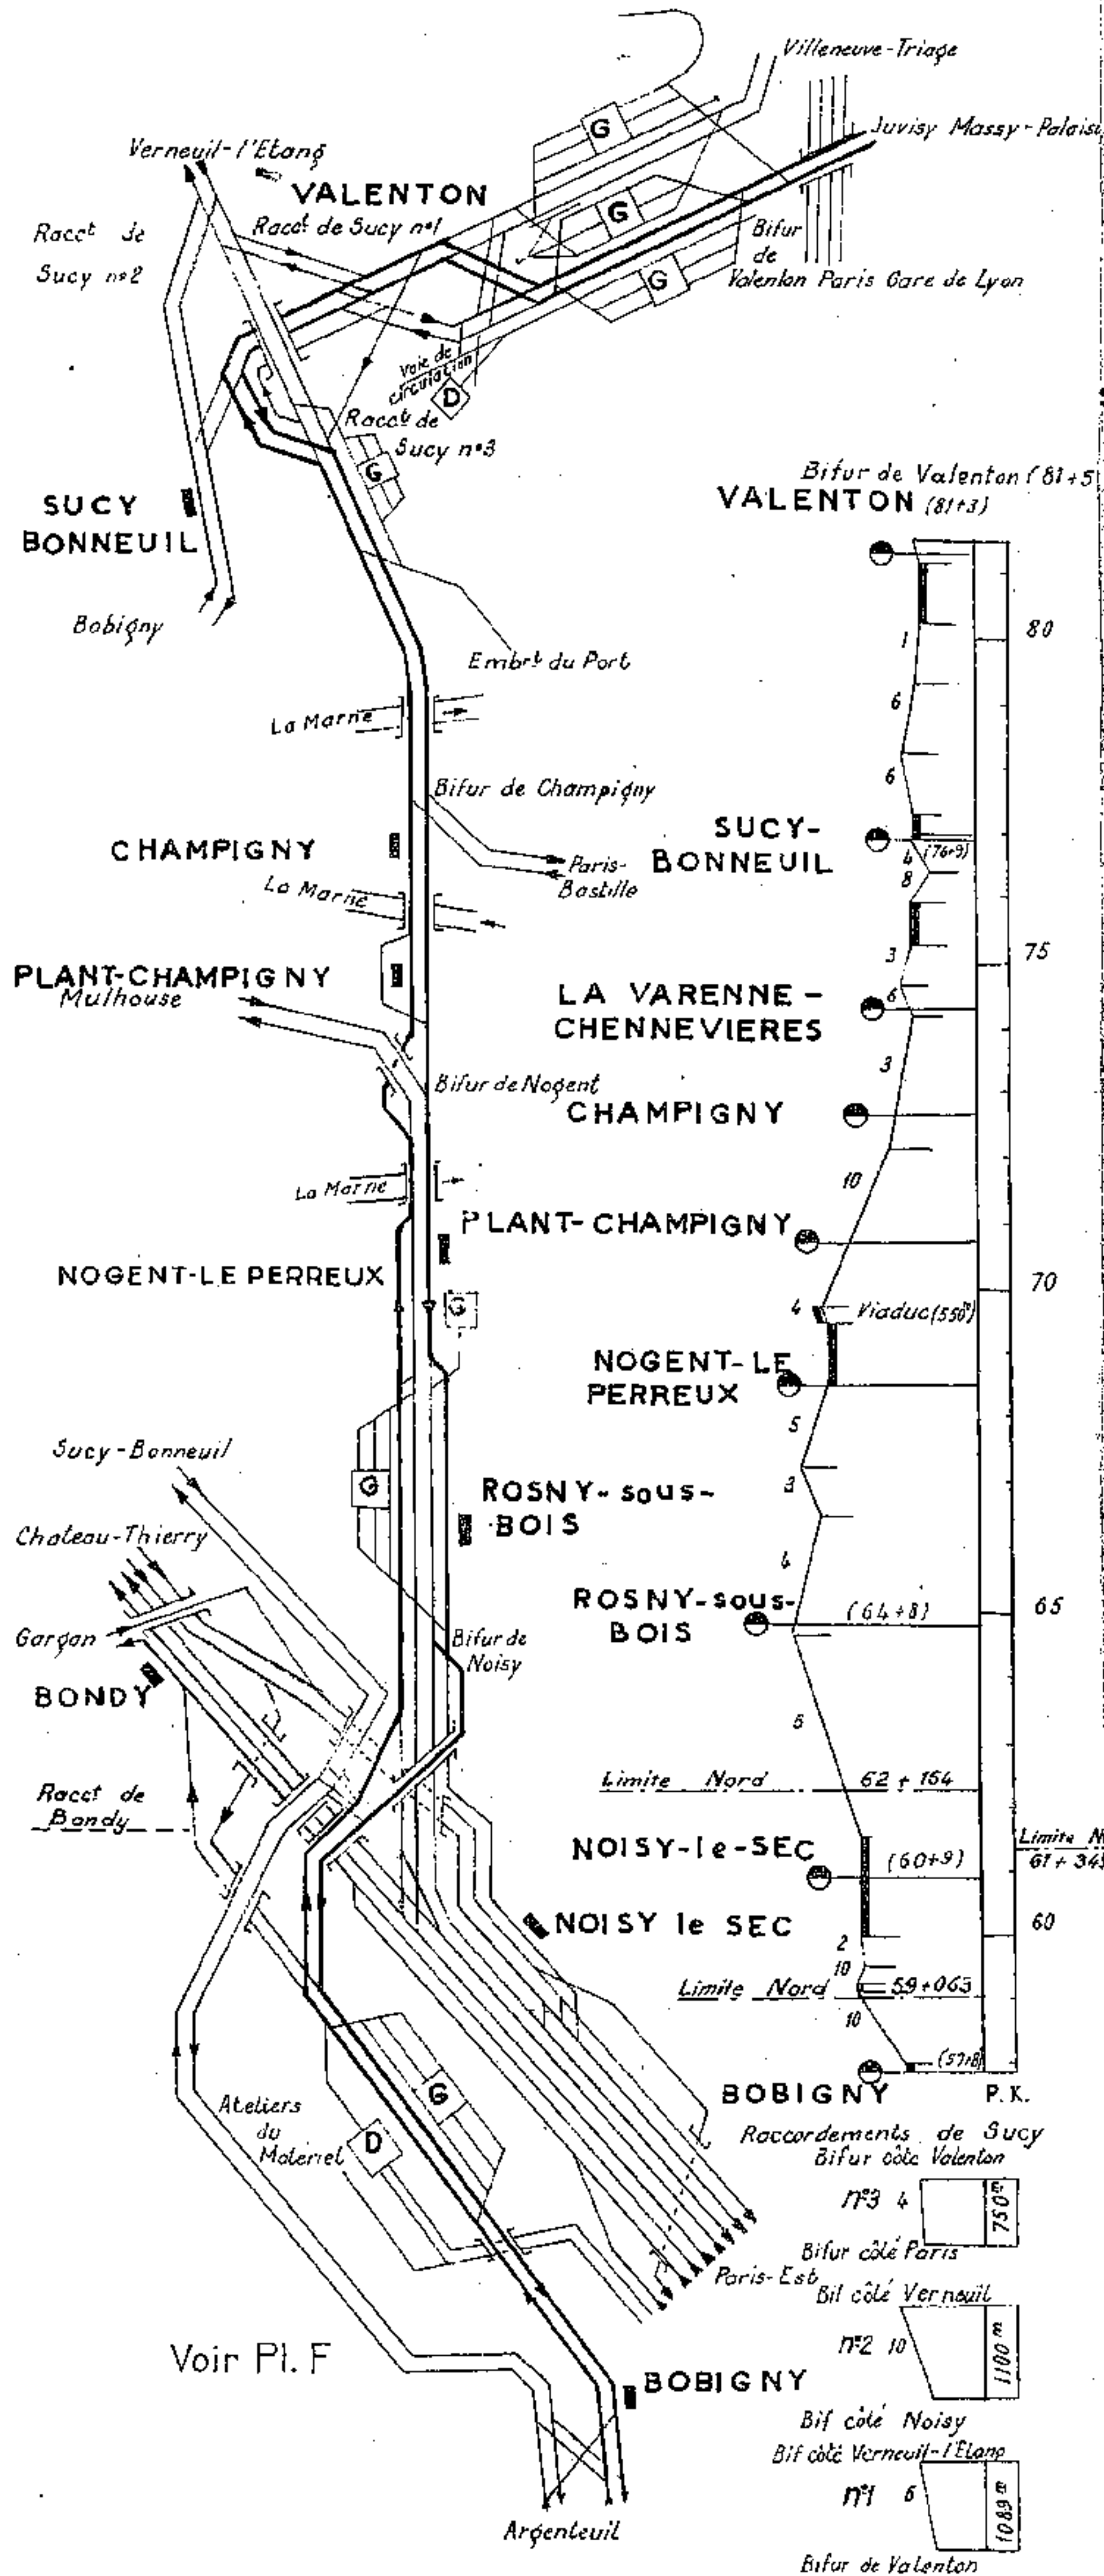 Villeneuve-Triage
G
Juvisy Massy-Palais
Verneuil-l'Etang
VALENTON
G
Racct de Sucy n°1
Racct de
Sucy n°2
Bifur
de
Valenton Paris Gare de Lyon
G
Voie de
circulation
D
Racct de
Sucy n°3
G
SUCY
BONNEUIL
Bobigny
Embrt du Port
La Marne
Bifur de Champigny
CHAMPIGNY
Paris-
Bastille
La Marne
PLANT-CHAMPIGNY
Mulhouse
Bifur de Nogent
La Marne
NOGENT-LE PERREUX
G
Sucy-Bonneuil
G
ROSNY-sous-
BOIS
Chateau-Thierry
Gargan
Bifur de
Noisy
BONDY
Racct de
Bondy
NOISY le SEC
Ateliers
du
Matériel
G
D
Paris-Est
Voir Pl. F
BOBIGNY
Argenteuil
Bifur de Valenton (81+5
VALENTON (81+3)
80
1
6
6
SUCY-
BONNEUIL
4 (76+9)
8
75
3
LA VARENNE-
CHENNEVIERES
6
3
CHAMPIGNY
10
PLANT-CHAMPIGNY
70
4 Viaduc (550m)
NOGENT-LE
PERREUX
5
3
4
65
ROSNY-sous-
BOIS
(64+8)
Limite Nord 62+154
NOISY-le-SEC (60+9)
Limite N
61+345
60
2
10
Limite Nord 59+063
10
(57+8)
BOBIGNY P.K.
Raccordements de Sucy
Bifur côté Valenton
n°3 4 750m
Bifur côté Paris
Bif côté Verneuil
n°2 10 1100m
Bif côté Noisy
Bif côté Verneuil-l'Etang
n°1 6 1089m
Bifur de Valenton